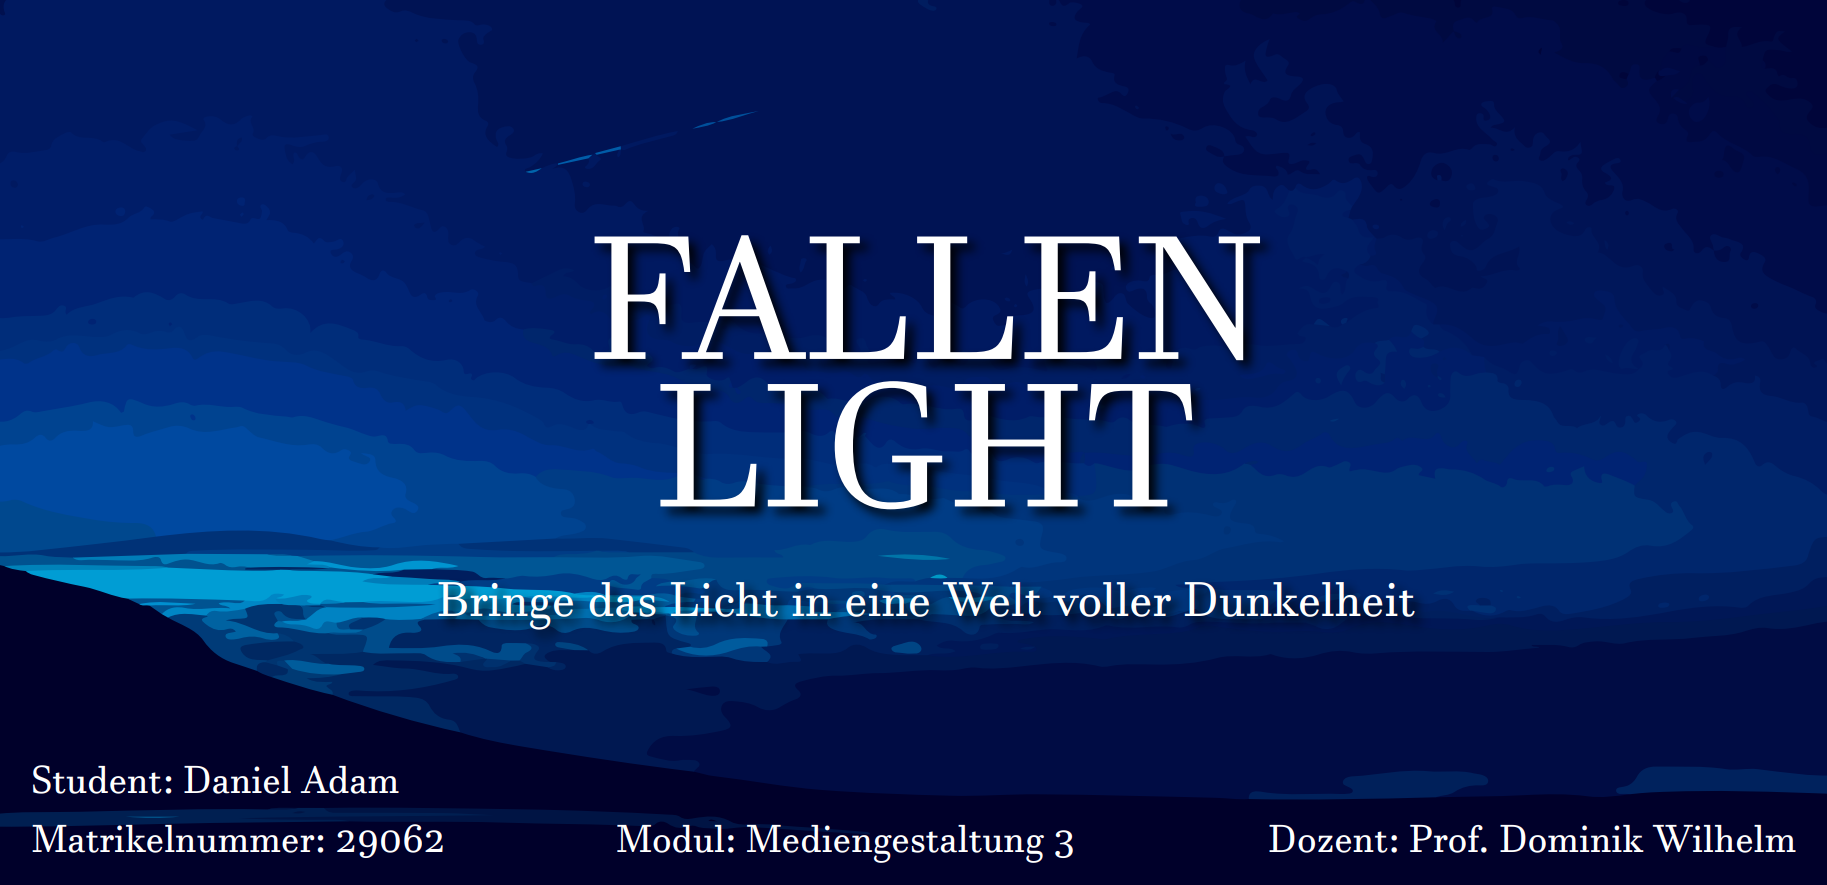 FALLEN
LIGHT
Bringe das Licht in eine Welt voller Dunkelheit
Student: Daniel Adam
Matrikelnummer: 29062
Modul: Mediengestaltung 3
Dozent: Prof. Dominik Wilhelm